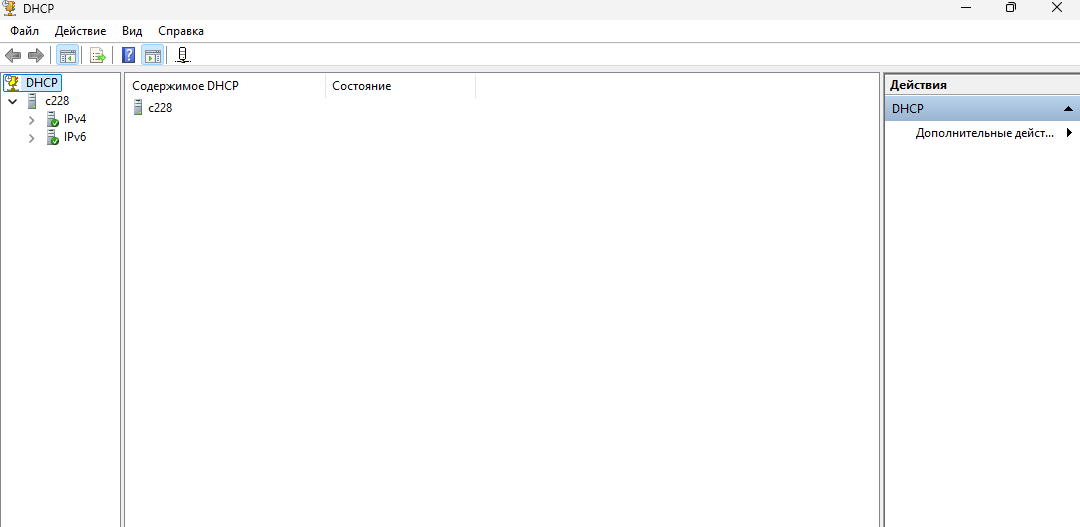 DHCP
Файл Действие Вид Справка
DHCP
c228
IPv4
IPv6
Содержимое DHCP Состояние
c228
Действия
DHCP
Дополнительные дейст...